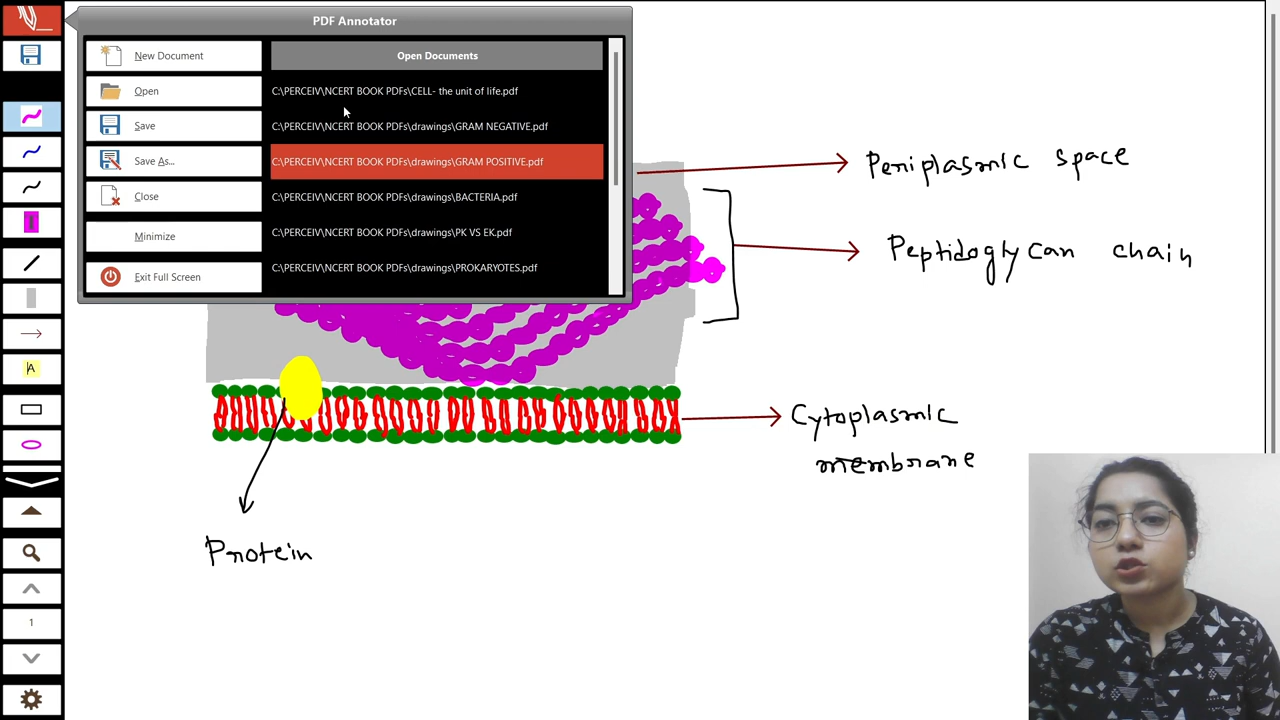 PDF Annotator
New Document
Open
Save
Save As...
Close
Minimize
Exit Full Screen
Open Documents
C:\PERCEIV\NCERT BOOK PDFs\CELL- the unit of life.pdf
C:\PERCEIV\NCERT BOOK PDFs\drawings\GRAM NEGATIVE.pdf
C:\PERCEIV\NCERT BOOK PDFs\drawings\GRAM POSITIVE.pdf
C:\PERCEIV\NCERT BOOK PDFs\drawings\BACTERIA.pdf
C:\PERCEIV\NCERT BOOK PDFs\drawings\PK VS EK.pdf
C:\PERCEIV\NCERT BOOK PDFs\drawings\PROKARYOTES.pdf
Periplasmic space
Peptidoglycan chain
Cytoplasmic
membrane
Protein
A
1